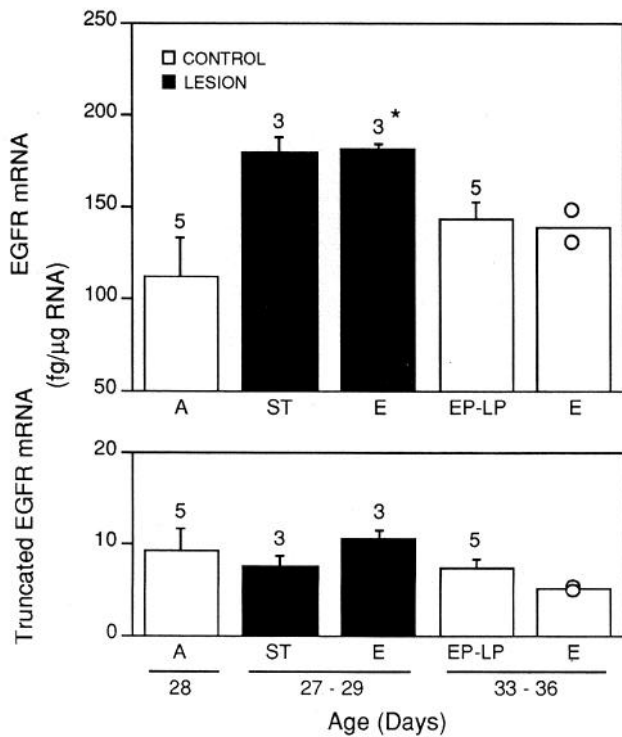 250
CONTROL
LESION
200
3
3 *
5
150
5
100
50
EGFR mRNA
(fg/µg RNA)
A ST E EP-LP E
20
5
3
3
5
10
0
Truncated EGFR mRNA
A ST E EP-LP E
28 27 - 29 33 - 36
Age (Days)